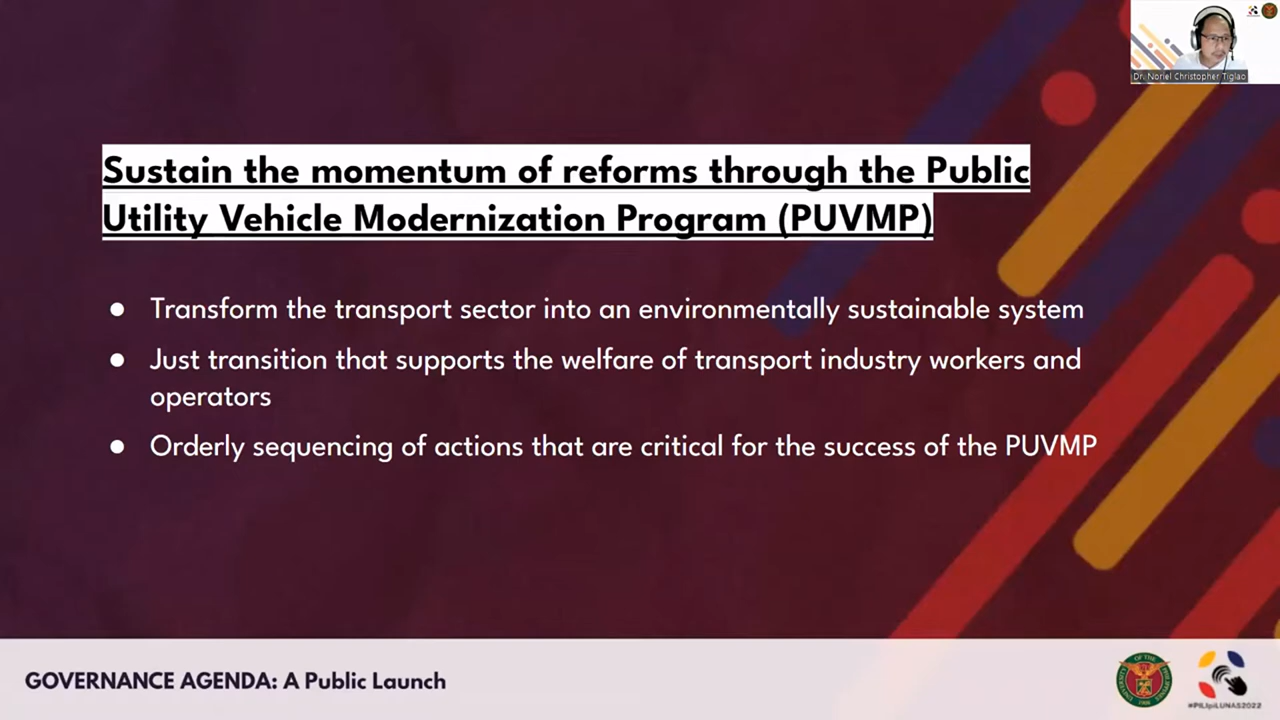 Dr. Noriel Christopher Tiglao
Sustain the momentum of reforms through the Public
Utility Vehicle Modernization Program (PUVMP)
● Transform the transport sector into an environmentally sustainable system
● Just transition that supports the welfare of transport industry workers and
operators
● Orderly sequencing of actions that are critical for the success of the PUVMP
GOVERNANCE AGENDA: A Public Launch
#PILIpiLUNAS2022